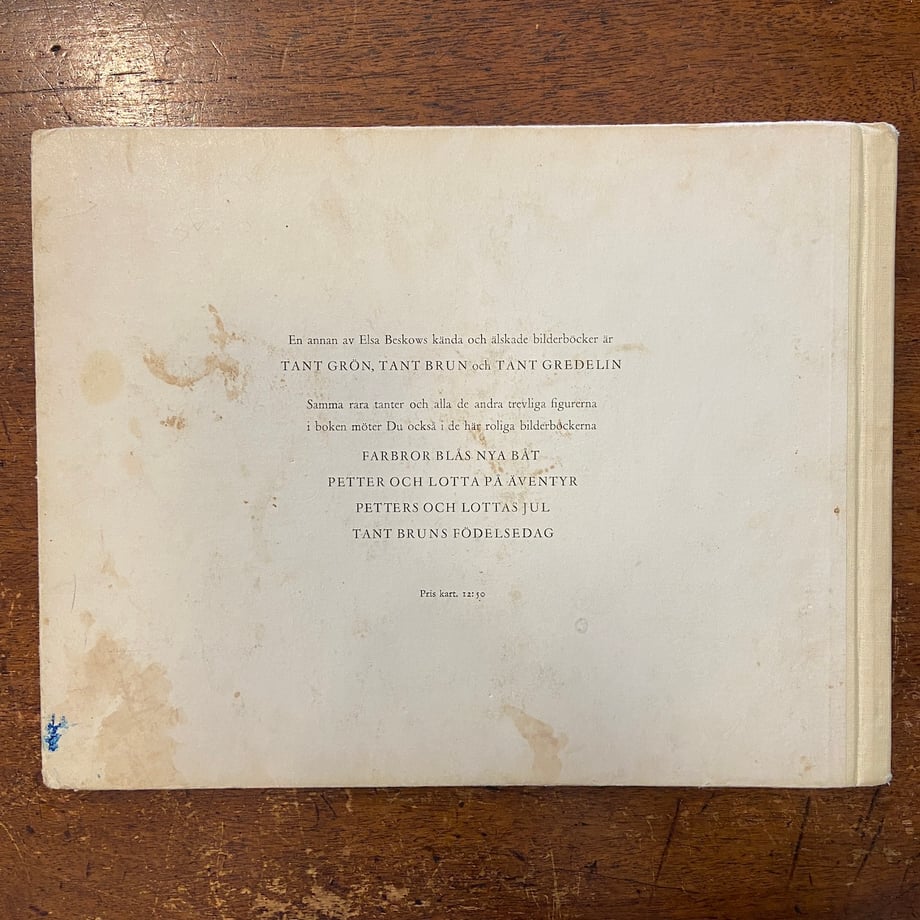 En annan av Elsa Beskows kända och älskade bilderböcker är
TANT GRÖN, TANT BRUN och TANT GREDELIN
Samma rara tanter och alla de andra trevliga figurerna
i boken möter Du också i de här roliga bilderböckerna
FARBROR BLÅS NYA BÅT
PETTER OCH LOTTA PÅ ÄVENTYR
PETTERS OCH LOTTAS JUL
TANT BRUNS FÖDELSEDAG
Pris kart. 12:50